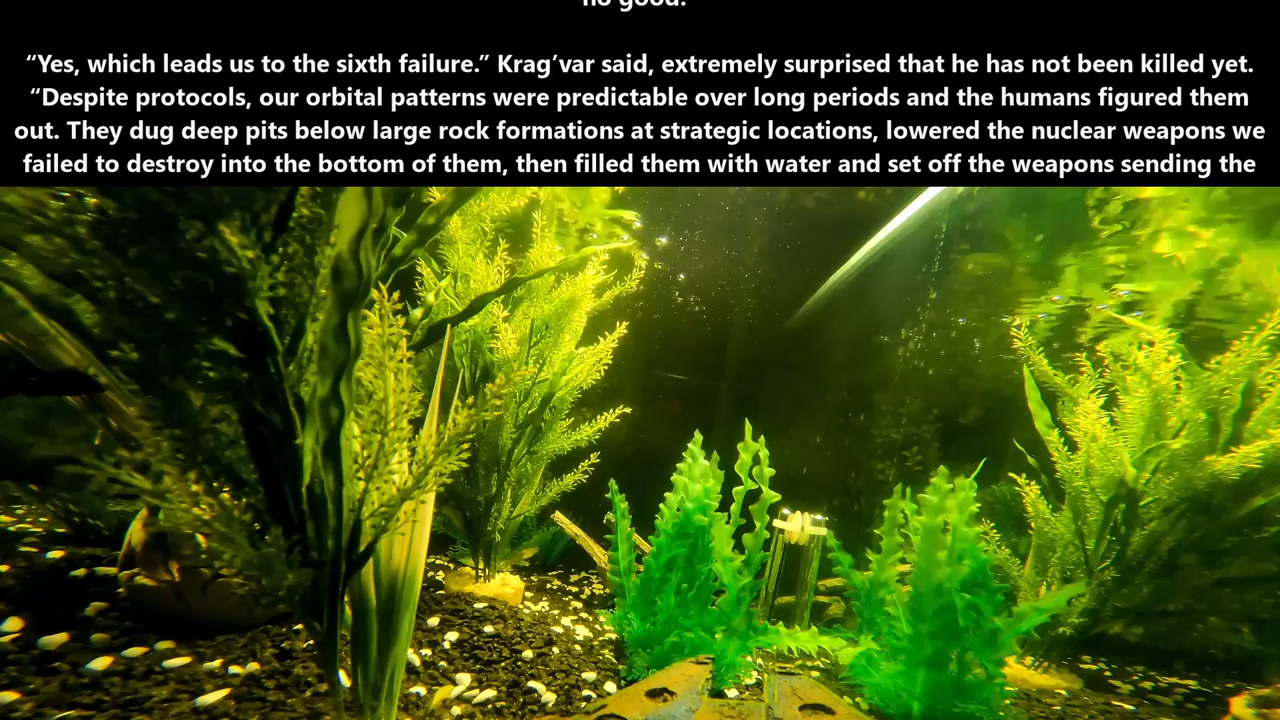 no good.
“Yes, which leads us to the sixth failure.” Krag’var said, extremely surprised that he has not been killed yet.
“Despite protocols, our orbital patterns were predictable over long periods and the humans figured them
out. They dug deep pits below large rock formations at strategic locations, lowered the nuclear weapons we
failed to destroy into the bottom of them, then filled them with water and set off the weapons sending the